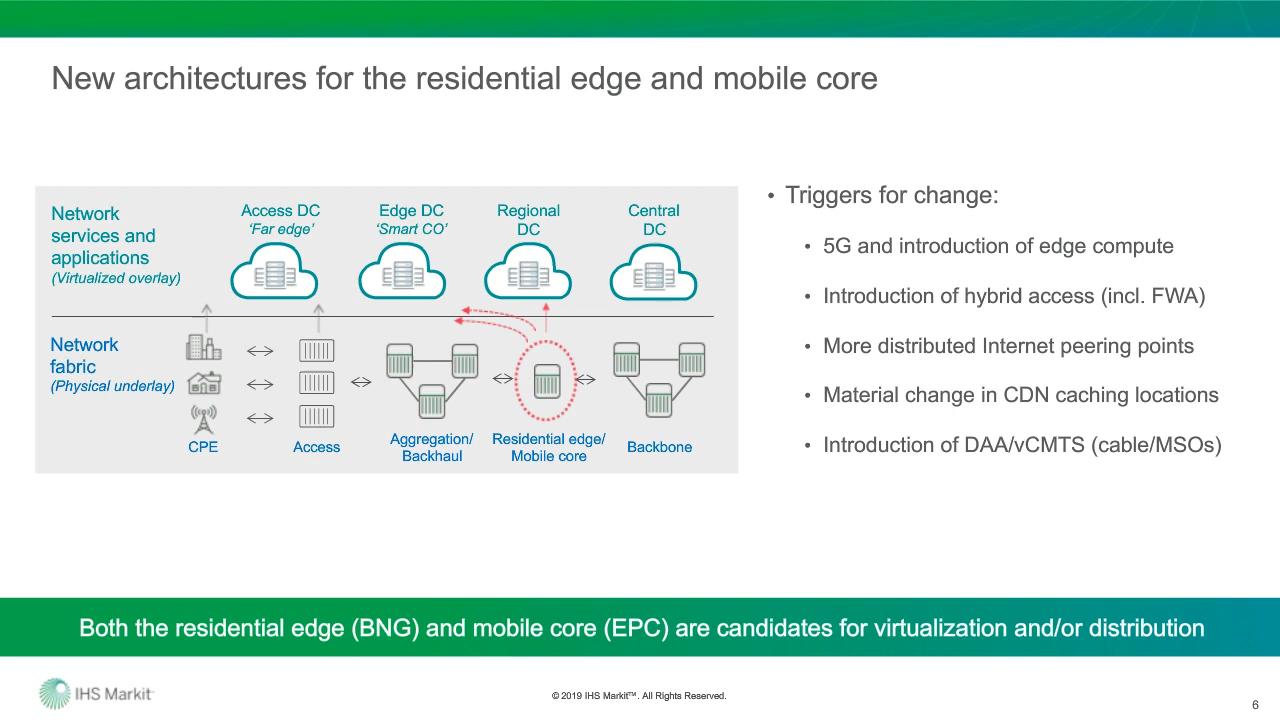 New architectures for the residential edge and mobile core
Network
services and
applications
(Virtualized overlay)
Access DC
‘Far edge’
Edge DC
‘Smart CO’
Regional
DC
Central
DC
Network
fabric
(Physical underlay)
CPE
Access
Aggregation/
Backhaul
Residential edge/
Mobile core
Backbone
• Triggers for change:
• 5G and introduction of edge compute
• Introduction of hybrid access (incl. FWA)
• More distributed Internet peering points
• Material change in CDN caching locations
• Introduction of DAA/vCMTS (cable/MSOs)
Both the residential edge (BNG) and mobile core (EPC) are candidates for virtualization and/or distribution
IHS Markit™
© 2019 IHS Markit™. All Rights Reserved.
6